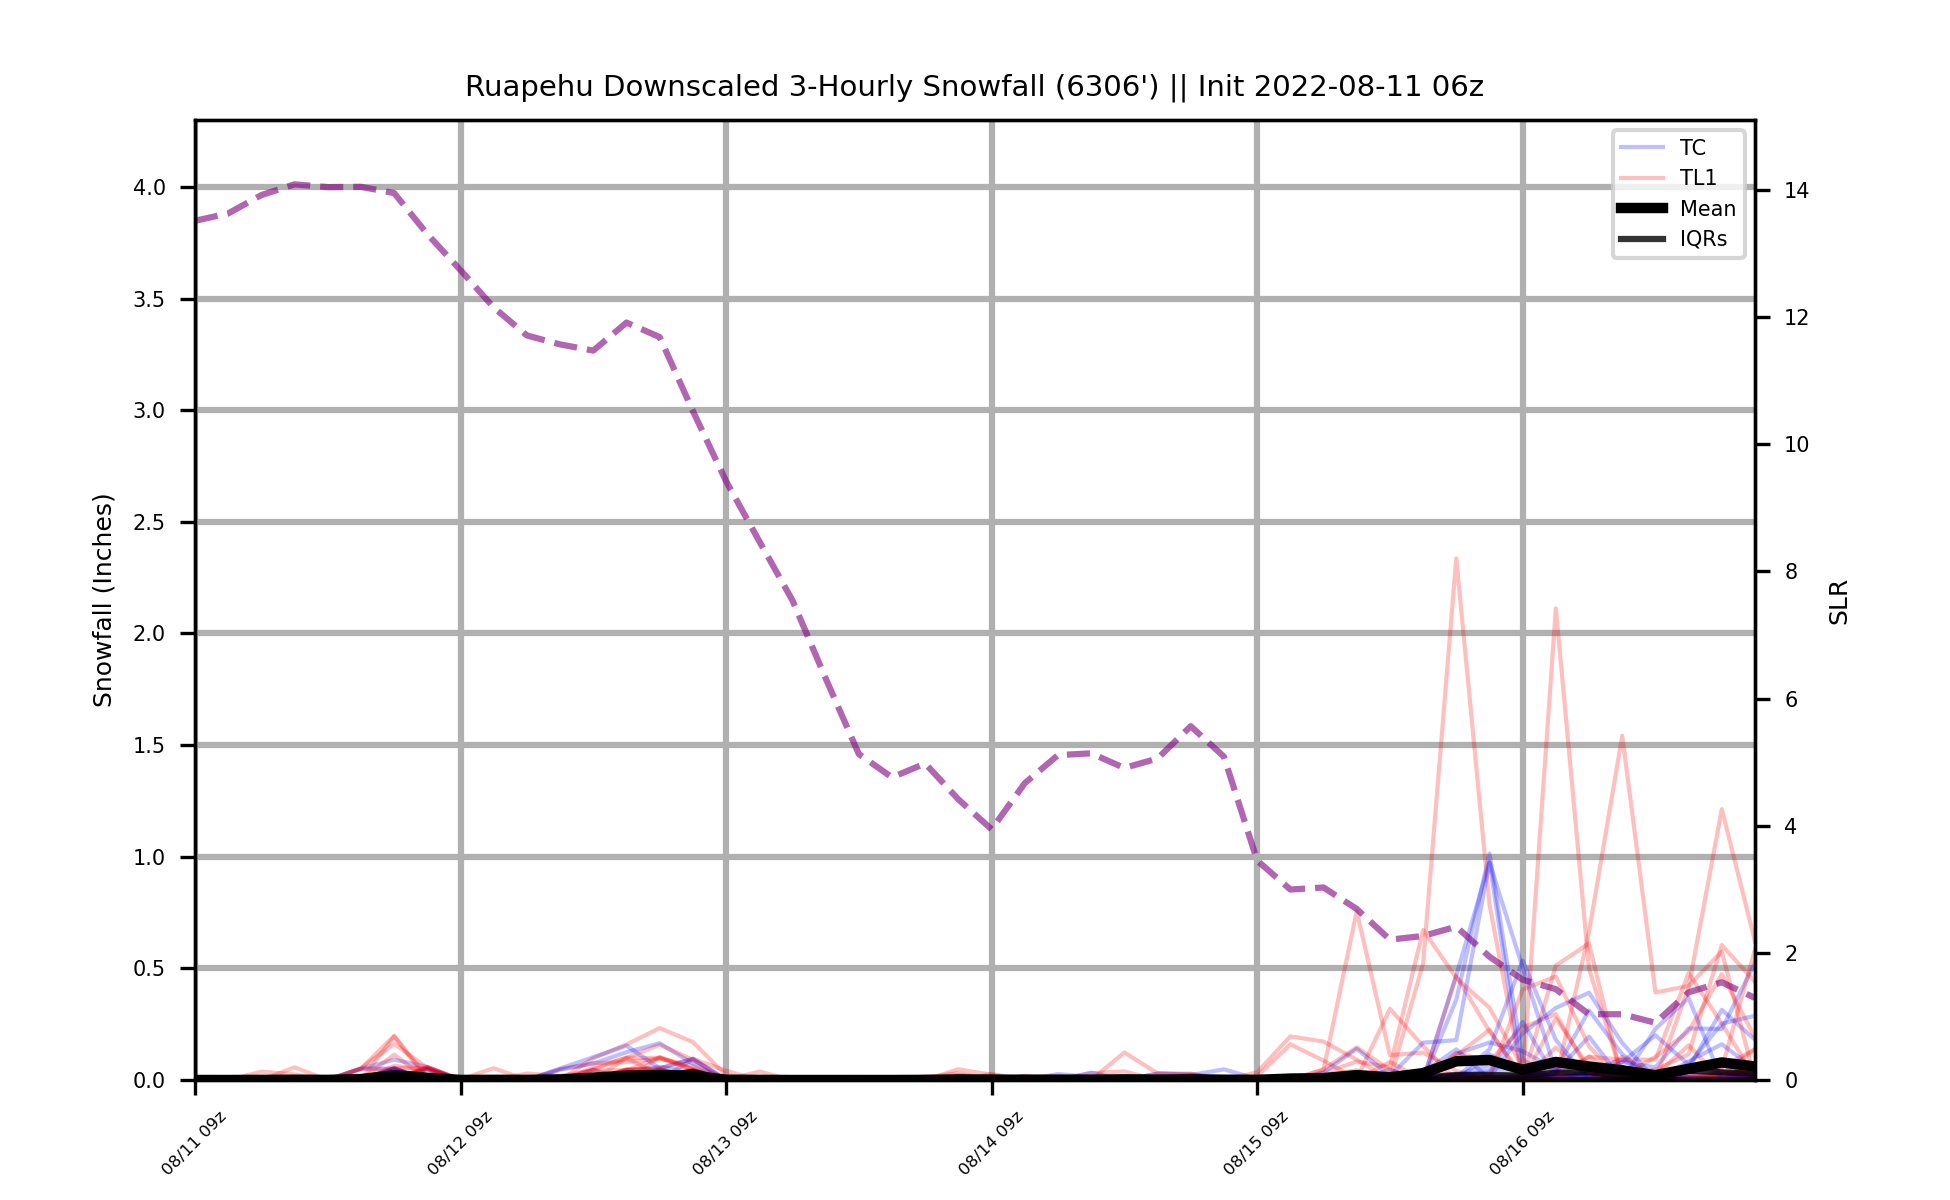 Ruapehu Downscaled 3-Hourly Snowfall (6306') || Init 2022-08-11 06z
TC
TL1
Mean
IQRs
4.0
3.5
3.0
2.5
2.0
1.5
1.0
0.5
0.0
Snowfall (Inches)
14
12
10
8
6
4
2
0
SLR
08/11 09z
08/12 09z
08/13 09z
08/14 09z
08/15 09z
08/16 09z